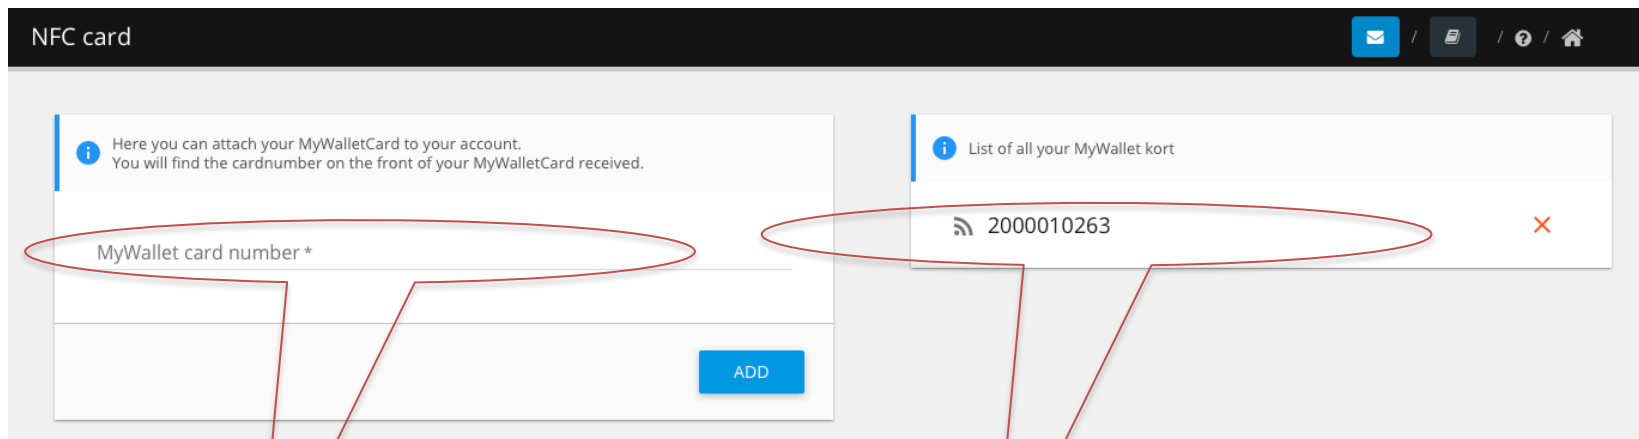 NFC card
/ / /
Here you can attach your MyWalletCard to your account.
You will find the cardnumber on the front of your MyWalletCard received.
MyWallet card number *
ADD
List of all your MyWallet kort
2000010263